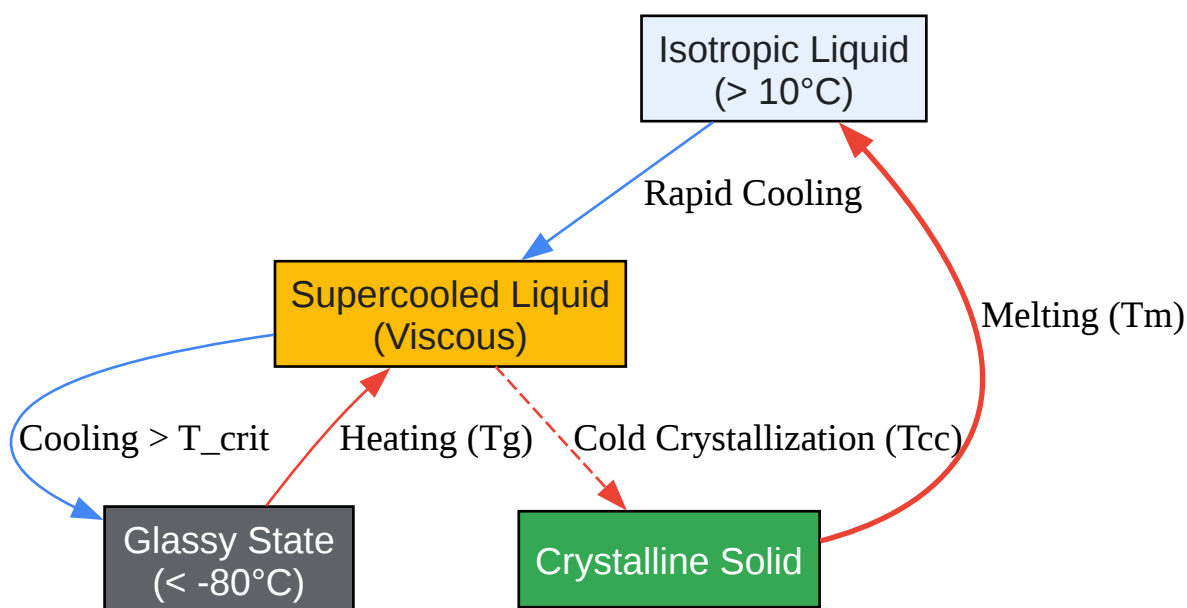 Isotropic Liquid
(> 10°C)
Rapid Cooling
Supercooled Liquid
(Viscous)
Melting (Tm)
Cooling > T_crit
Heating (Tg)
Cold Crystallization (Tcc)
Glassy State
(< -80°C)
Crystalline Solid